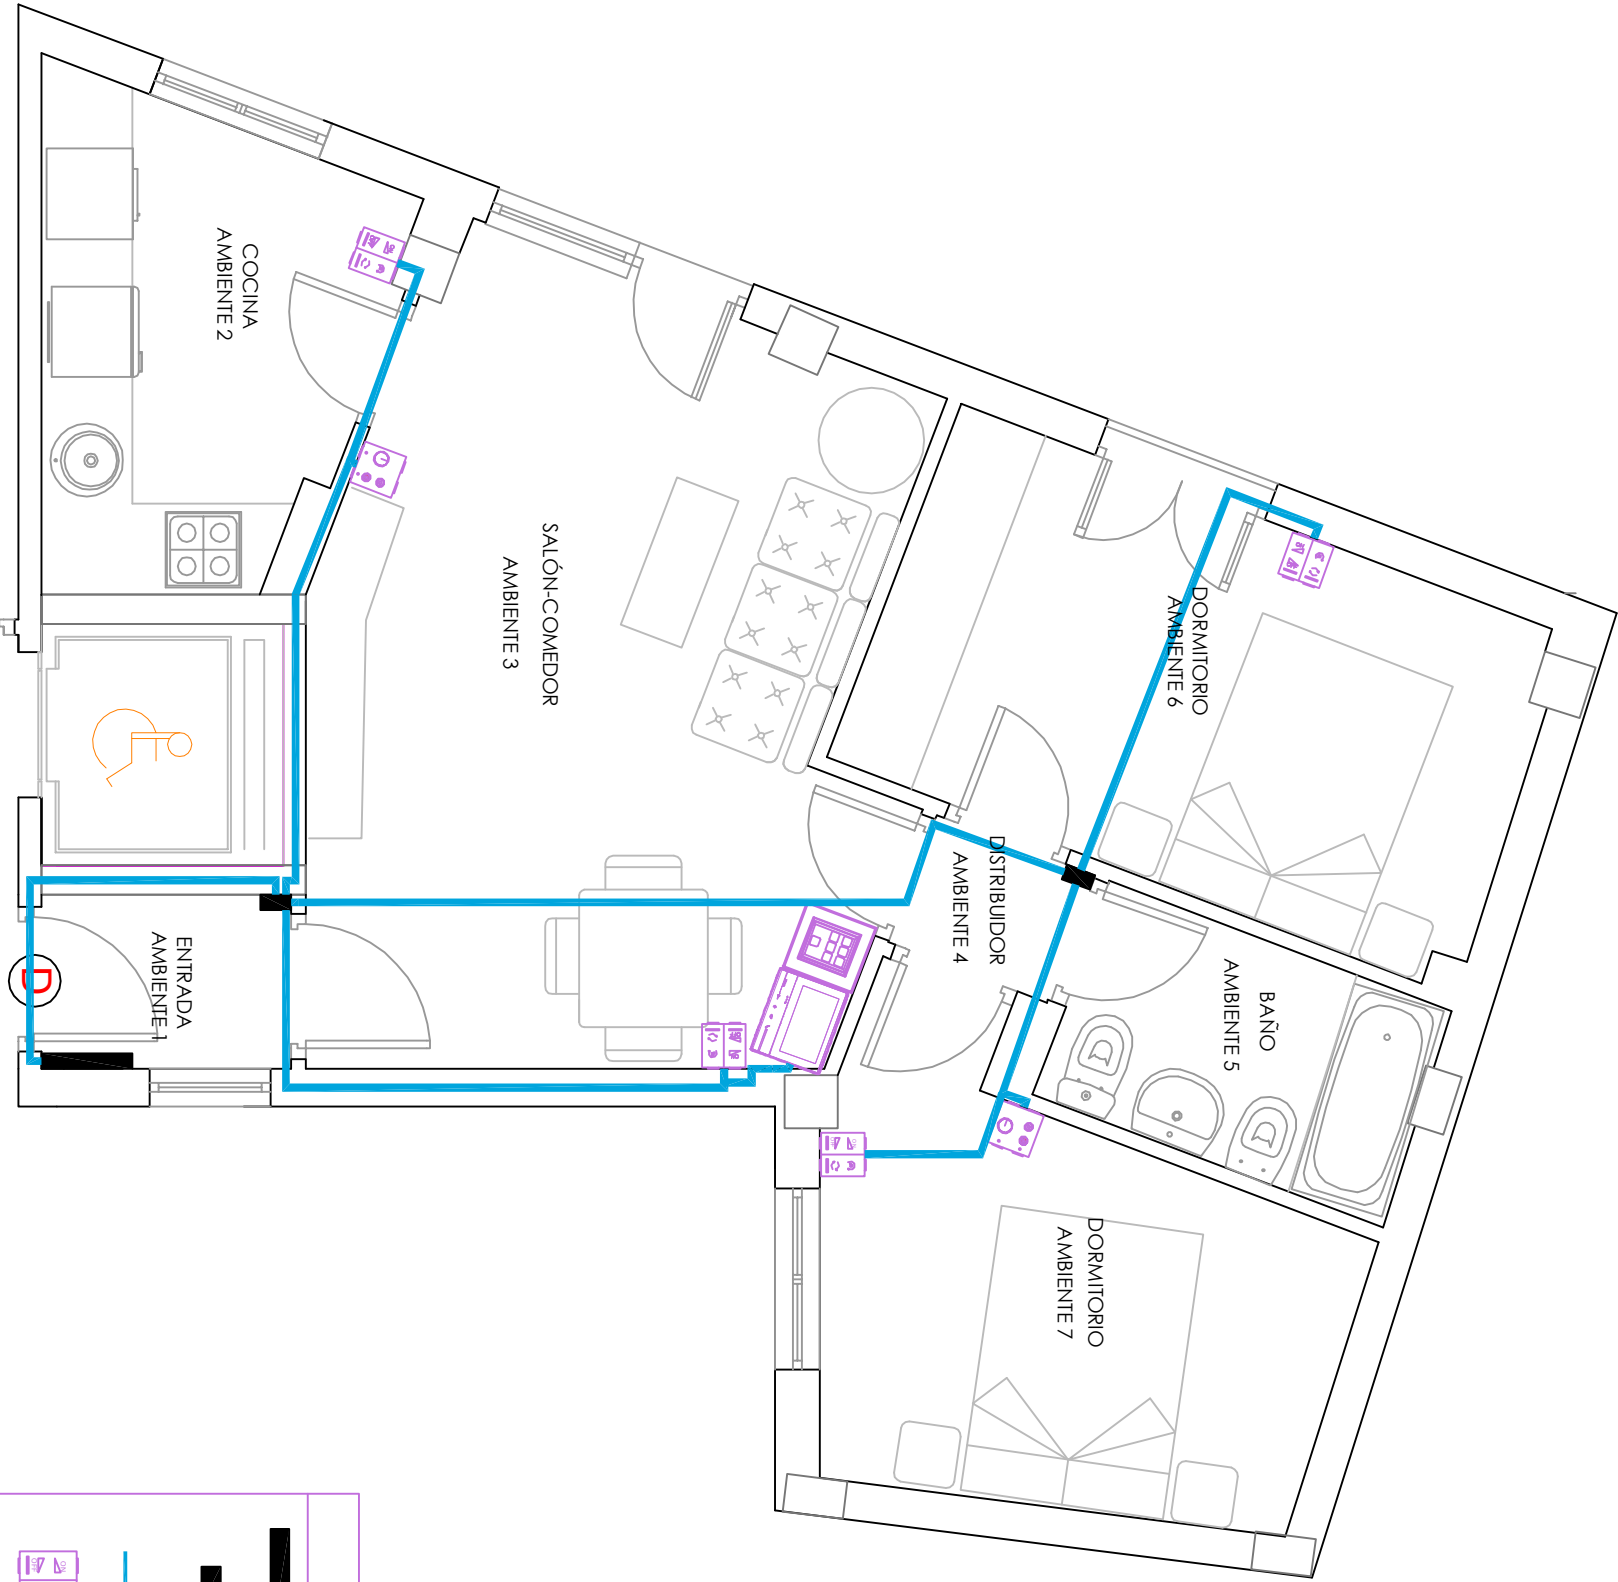 COCINA
AMBIENTE 2
SALÓN-COMEDOR
AMBIENTE 3
DORMITORIO
AMBIENTE 6
DISTRIBUIDOR
AMBIENTE 4
BAÑO
AMBIENTE 5
ENTRADA
AMBIENTE 1
D
DORMITORIO
AMBIENTE 7